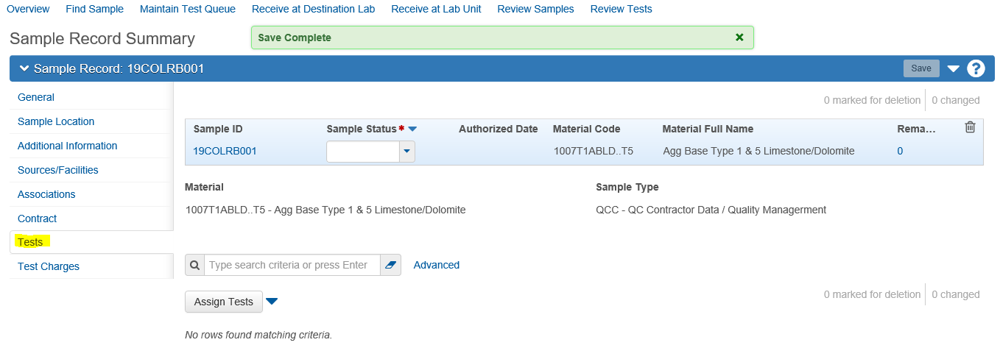 Overview Find Sample Maintain Test Queue Receive at Destination Lab Receive at Lab Unit Review Samples Review Tests
Sample Record Summary
Save Complete
Sample Record: 19COLRB001 Save ?
General
0 marked for deletion 0 changed
Sample Location
Sample ID Sample Status* Authorized Date Material Code Material Full Name Rema...
Additional Information
19COLRB001 1007T1ABLD..T5 Agg Base Type 1 & 5 Limestone/Dolomite 0
Sources/Facilities
Material Sample Type
Associations
1007T1ABLD..T5 - Agg Base Type 1 & 5 Limestone/Dolomite QCC - QC Contractor Data / Quality Managerment
Contract
Tests
Test Charges
Type search criteria or press Enter Advanced
Assign Tests
0 marked for deletion 0 changed
No rows found matching criteria.